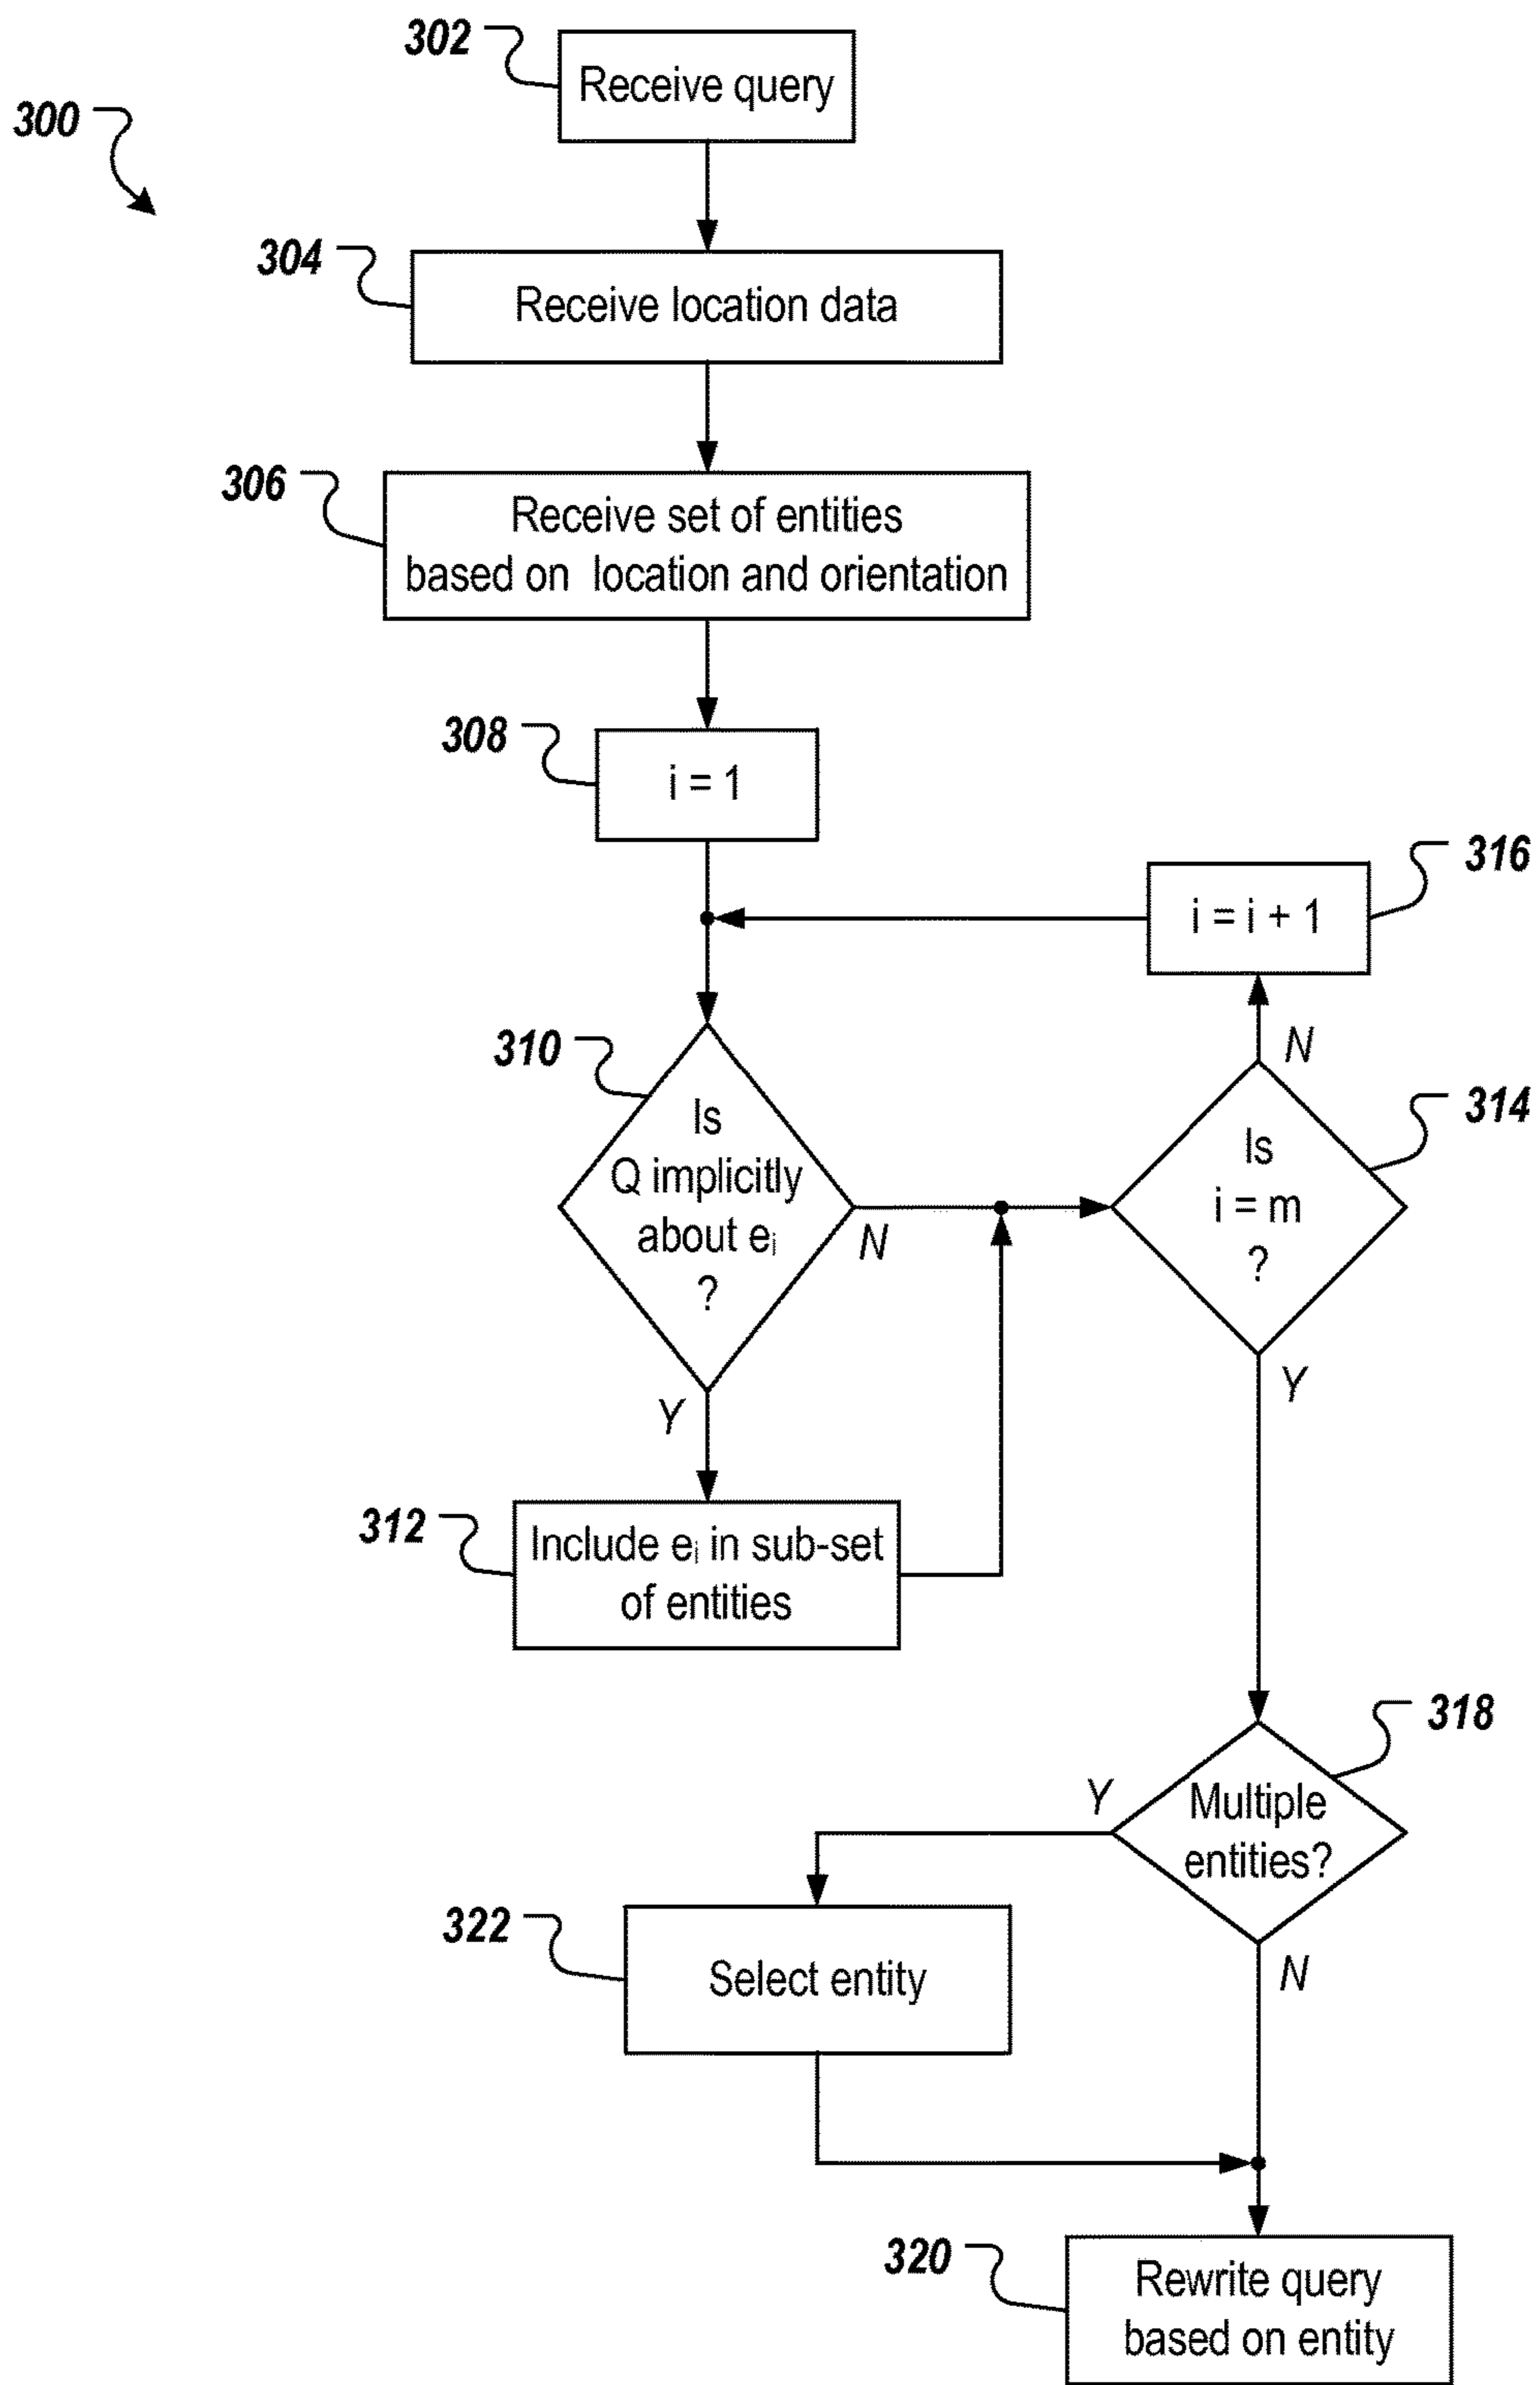 302
Receive query
300
304
Receive location data
306
Receive set of entities
based on location and orientation
308
i = 1
316
i = i + 1
N
310
Is
Q implicitly
about ei
?
N
314
Is
i = m
?
Y
Y
312
Include ei in sub-set
of entities
318
Multiple
entities?
Y
N
322
Select entity
320
Rewrite query
based on entity